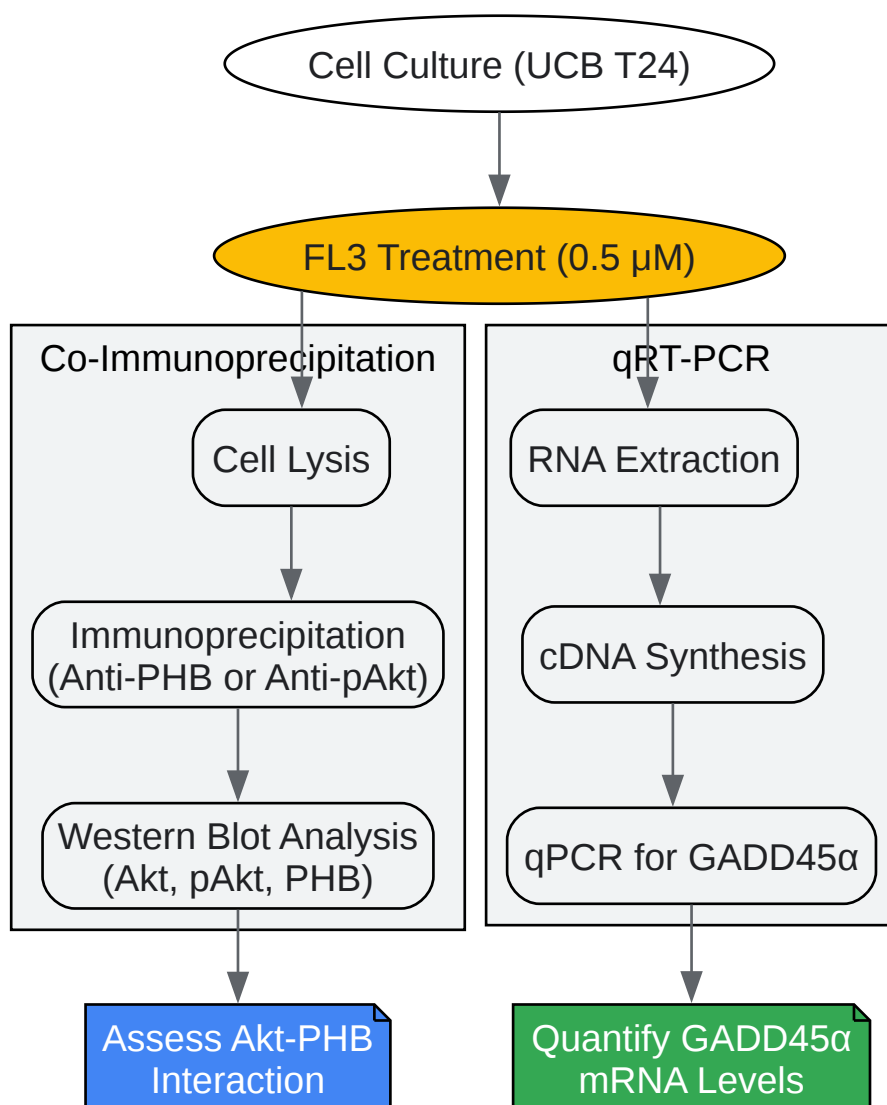 Cell Culture (UCB T24)
FL3 Treatment (0.5 μM)
Co-Immunoprecipitation
Cell Lysis
Immunoprecipitation
(Anti-PHB or Anti-pAkt)
Western Blot Analysis
(Akt, pAkt, PHB)
Assess Akt-PHB
Interaction
qRT-PCR
RNA Extraction
cDNA Synthesis
qPCR for GADD45α
Quantify GADD45α
mRNA Levels